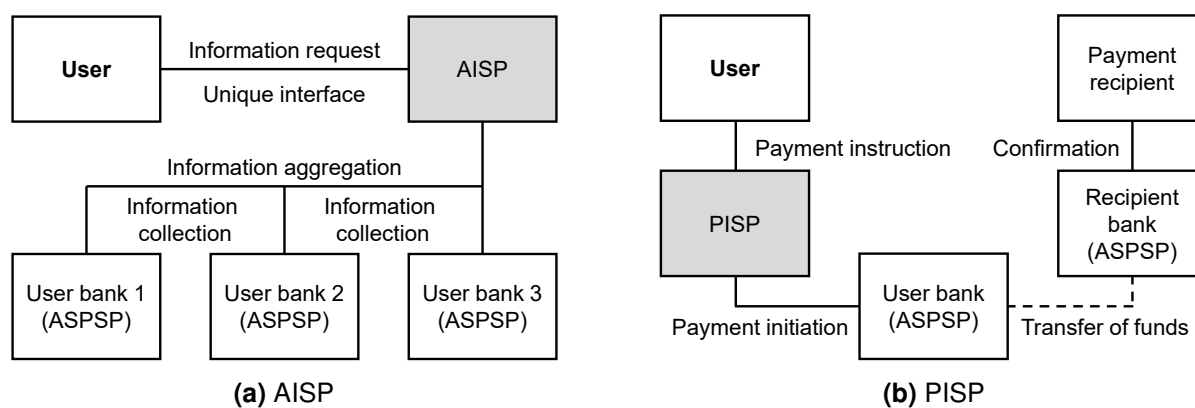 User
Information request
Unique interface
AISP
Information aggregation
Information
collection
Information
collection
User bank 1
(ASPSP)
User bank 2
(ASPSP)
User bank 3
(ASPSP)
(a) AISP
User
Payment
recipient
Payment instruction
Confirmation
PISP
Recipient
bank
(ASPSP)
Payment initiation
User bank
(ASPSP)
Transfer of funds
(b) PISP